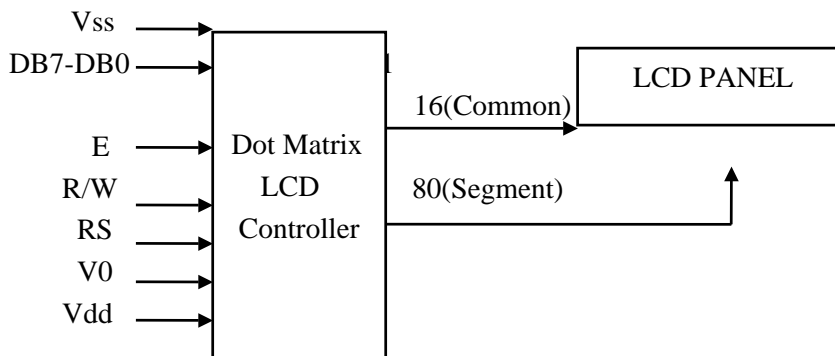 Vss
DB7-DB0
LCD PANEL
16(Common)
E
Dot Matrix
R/W
LCD
80(Segment)
RS
Controller
V0
Vdd